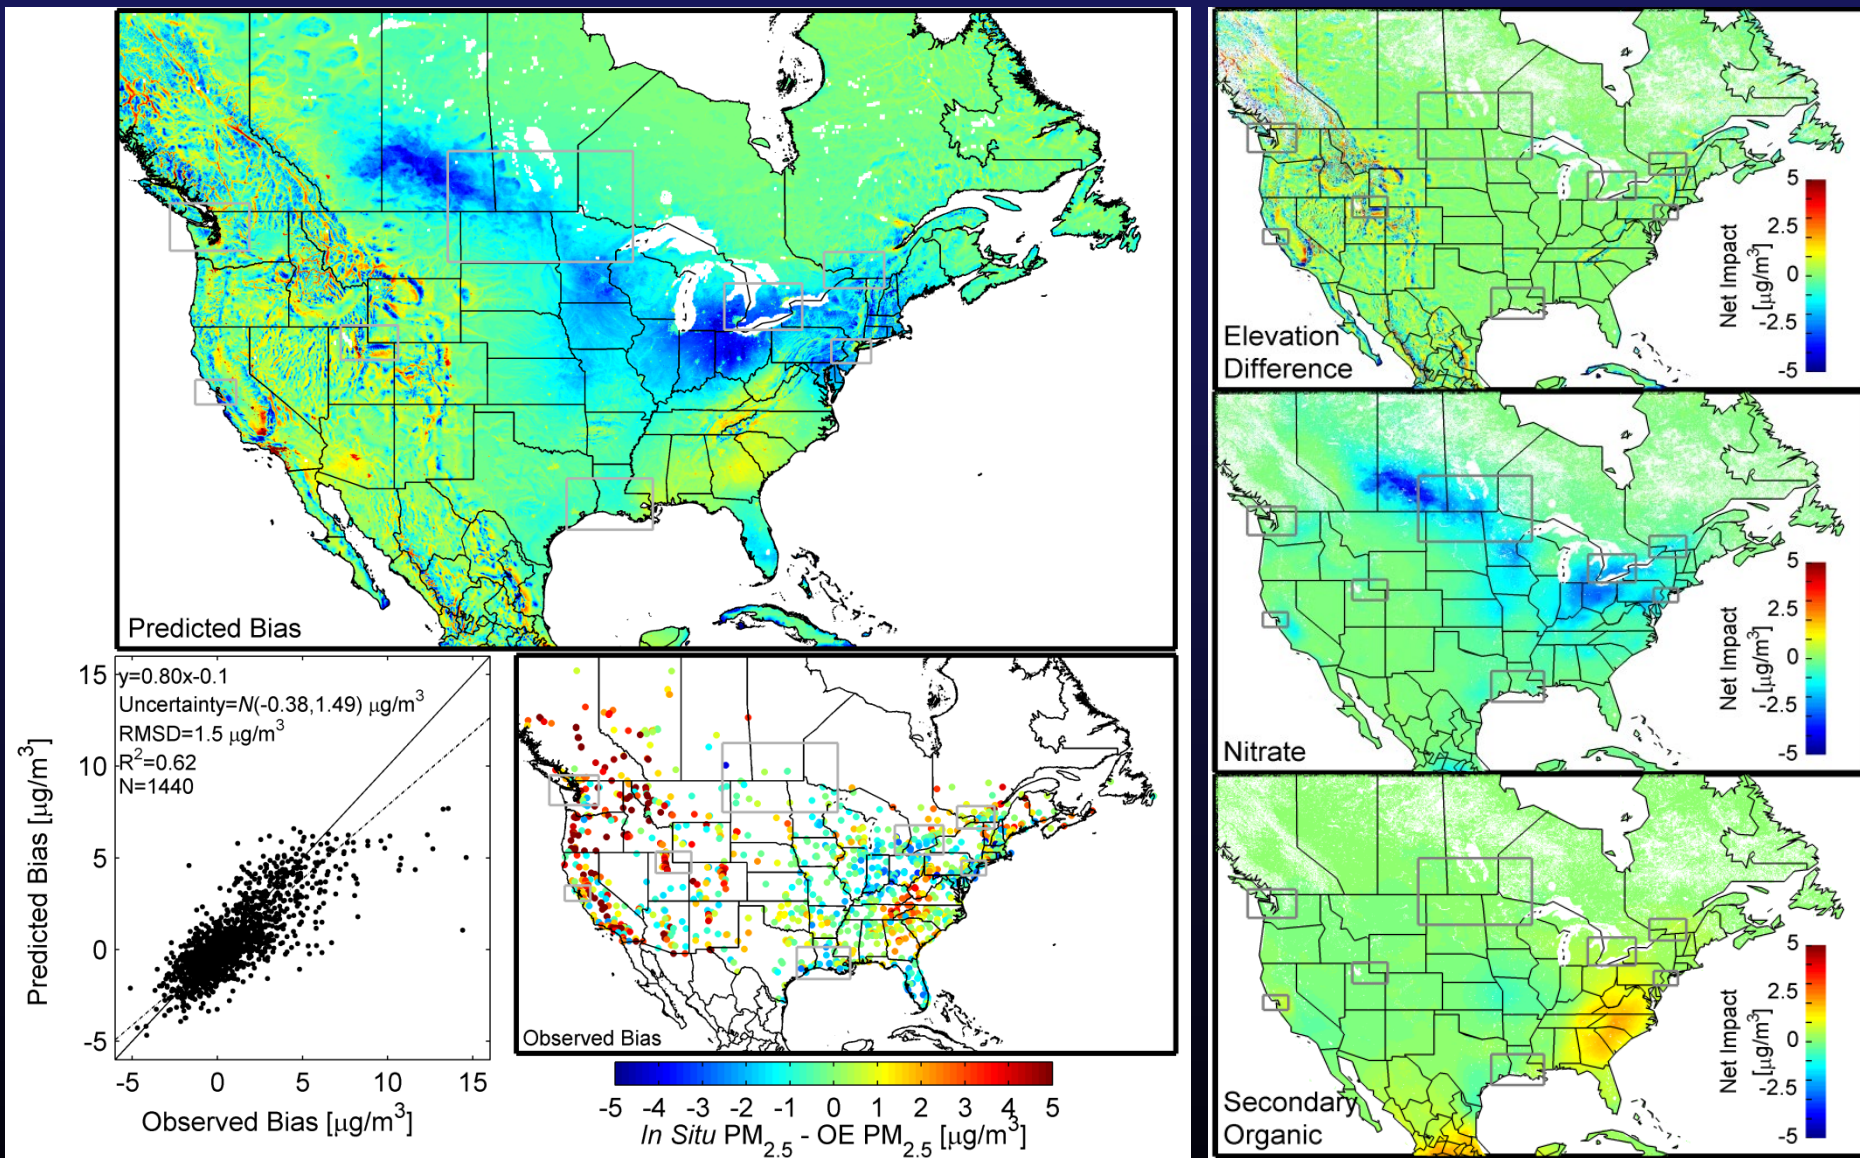 Predicted Bias
y=0.80x-0.1
Uncertainty=N(-0.38,1.49) μg/m3
RMSD=1.5 μg/m3
R2=0.62
N=1440
15
10
5
0
-5
Predicted Bias [μg/m3]
-5 0 5 10 15
Observed Bias [μg/m3]
Observed Bias
-5 -4 -3 -2 -1 0 1 2 3 4 5
In Situ PM2.5 - OE PM2.5 [μg/m3]
Elevation
Difference
Net Impact
[μg/m3]
5
2.5
0
-2.5
-5
Nitrate
Net Impact
[μg/m3]
5
2.5
0
-2.5
-5
Secondary
Organic
Net Impact
[μg/m3]
5
2.5
0
-2.5
-5